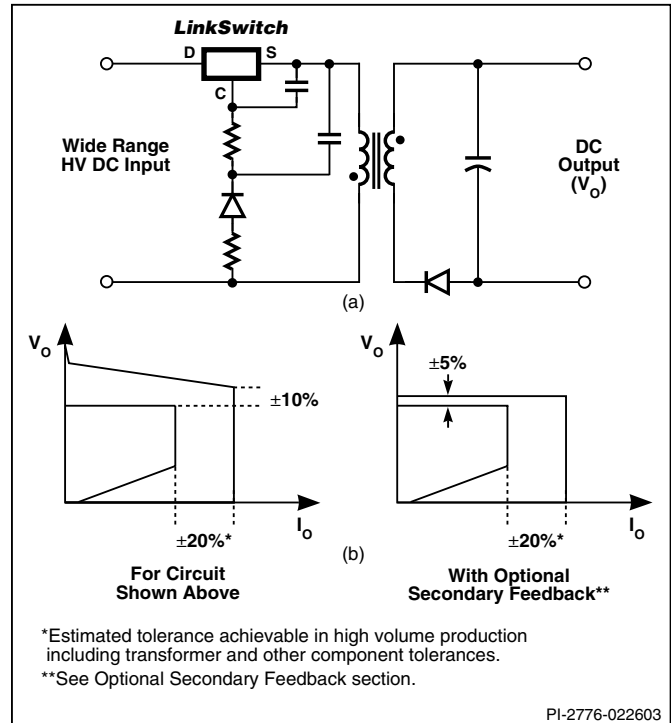 LinkSwitch
D
S
C
Wide Range
HV DC Input
DC
Output
(VO)
(a)
VO
±10%
IO
±20%*
For Circuit
Shown Above
(b)
VO
±5%
IO
±20%*
With Optional
Secondary Feedback**
*Estimated tolerance achievable in high volume production
including transformer and other component tolerances.
**See Optional Secondary Feedback section.
PI-2776-022603